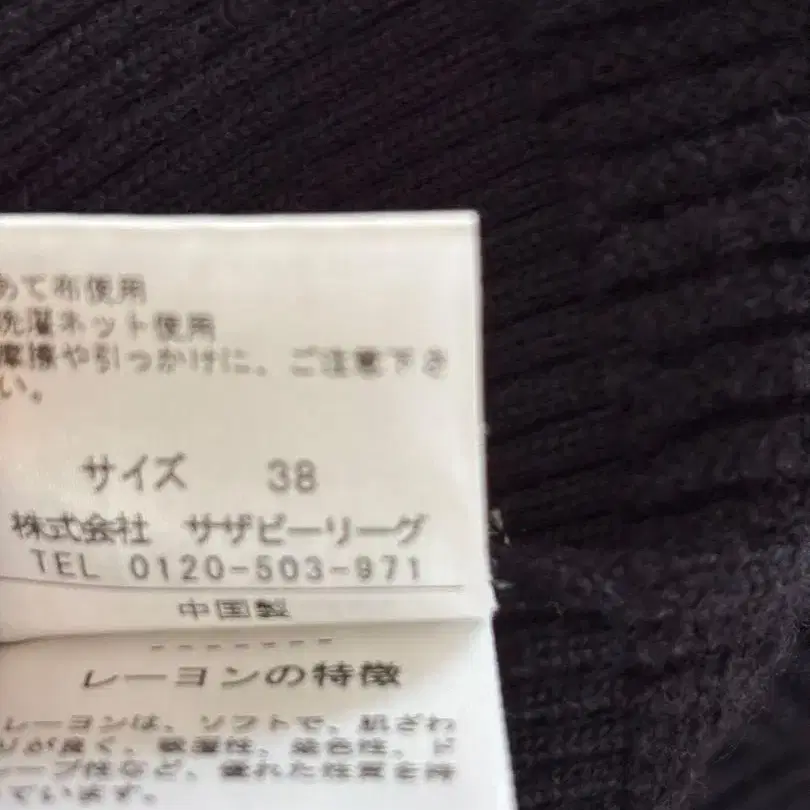 あて布使用
洗濯ネット使用
摩擦や引っかけに、ご注意下さ
い。
サイズ 38
株式会社 サザビーリーグ
TEL 0120-503-971
中国製
レーヨンの特徴
レーヨンは、ソフトで、肌ざわ
りが良く、吸湿性、染色性、ド
レープ性など、優れた性質を持
っています。